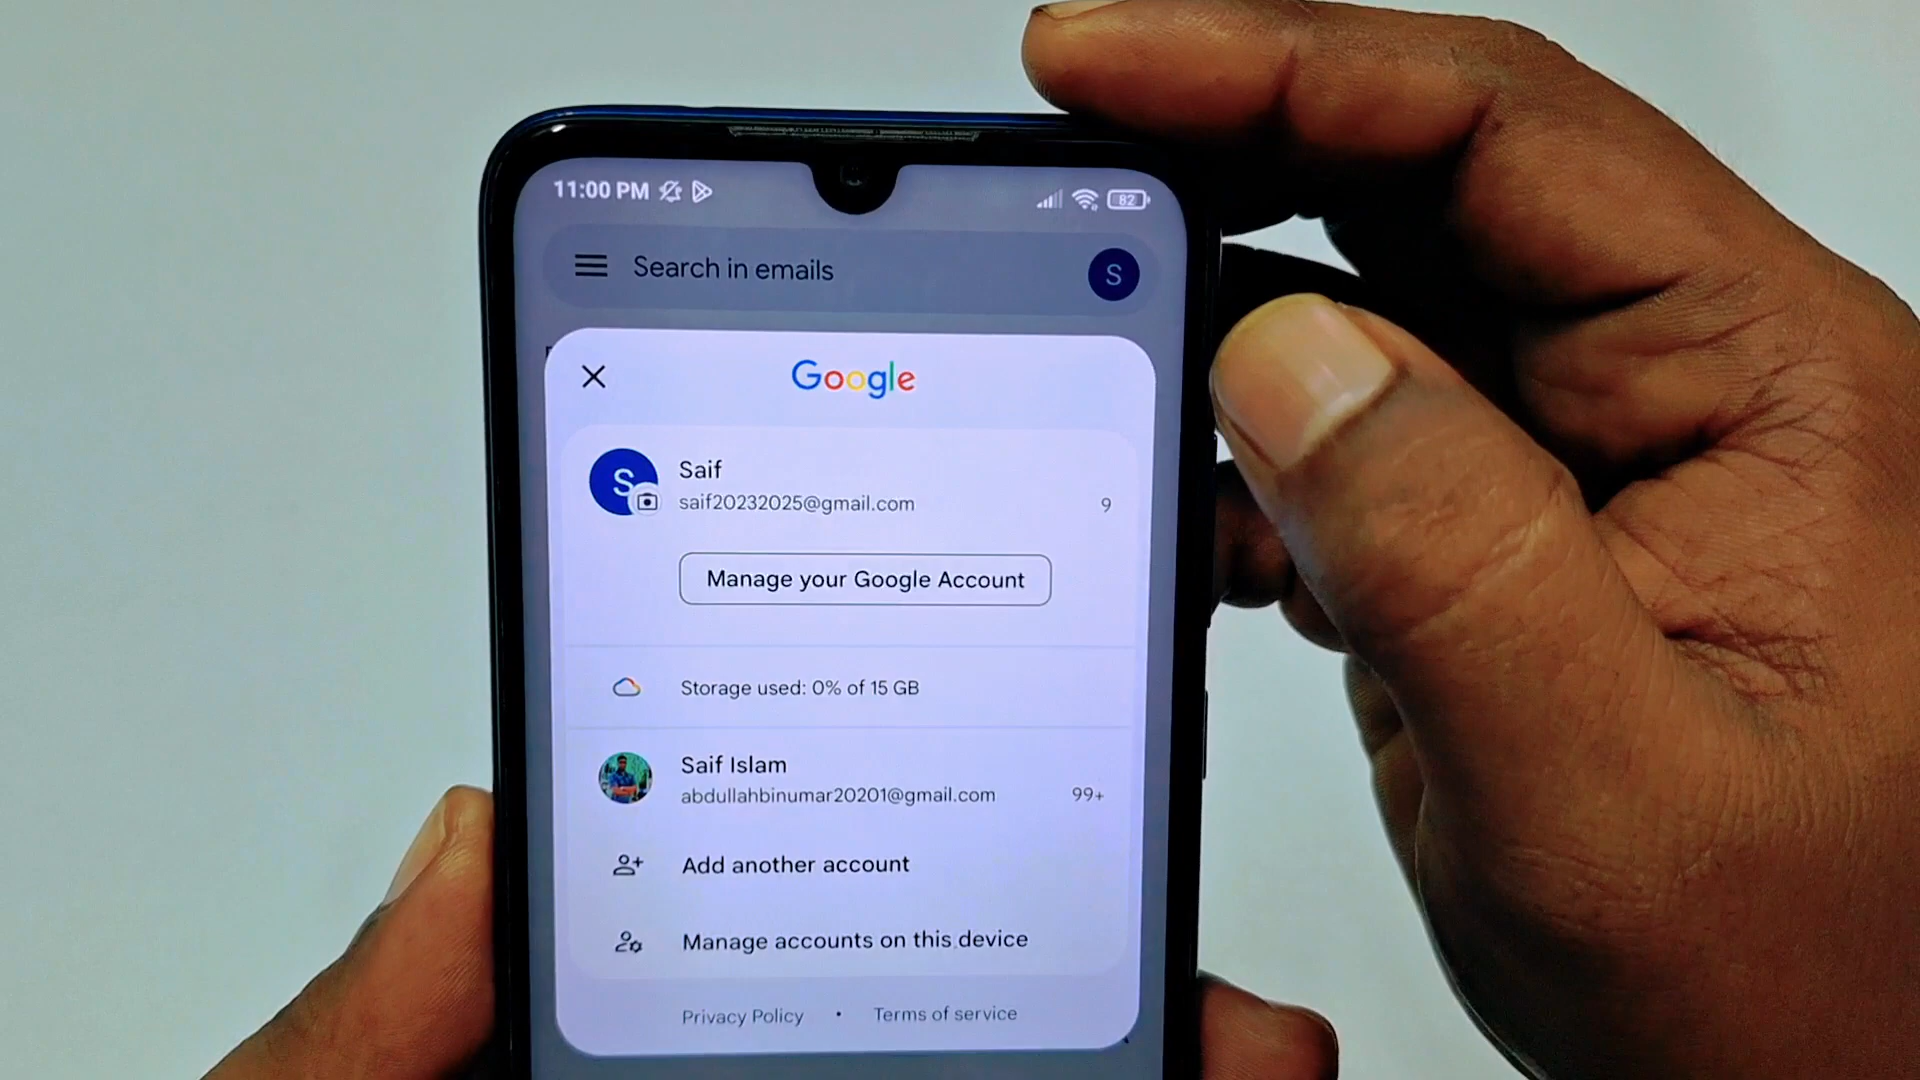 11:00 PM
82
Search in emails
S
Google
S
Saif
saif20232025@gmail.com
9
Manage your Google Account
Storage used: 0% of 15 GB
Saif Islam
abdullahbinumar20201@gmail.com
99+
Add another account
Manage accounts on this device
Privacy Policy • Terms of service